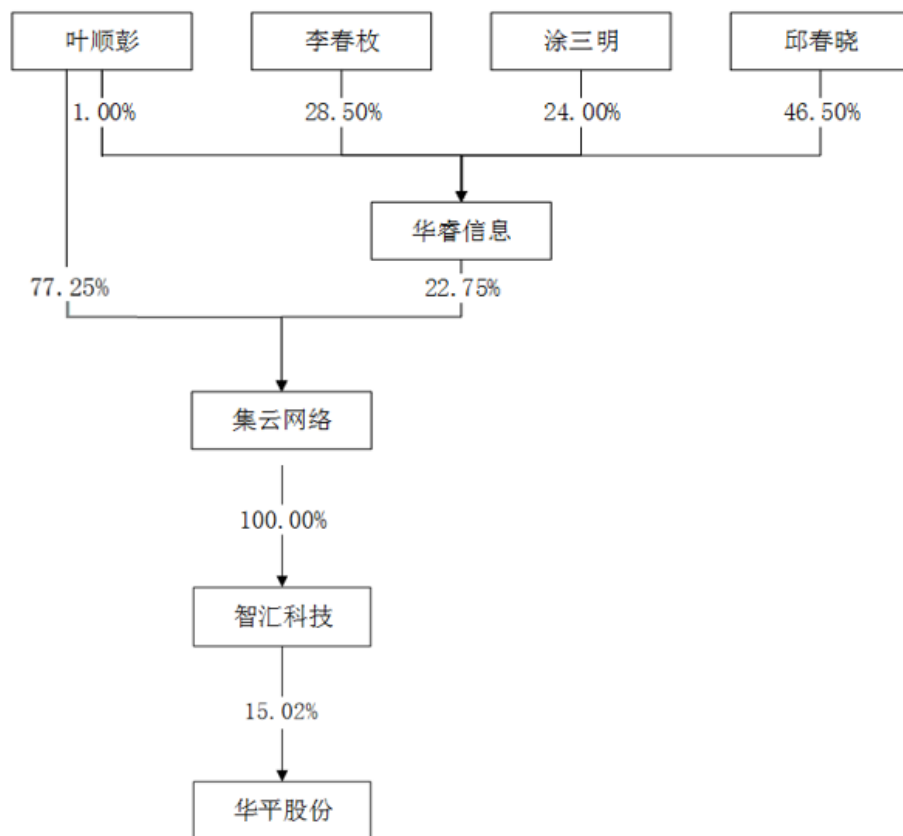 叶顺彭 李春枚 涂三明 邱春晓
1.00% 28.50% 24.00% 46.50%
华睿信息
77.25% 22.75%
集云网络
100.00%
智汇科技
15.02%
华平股份